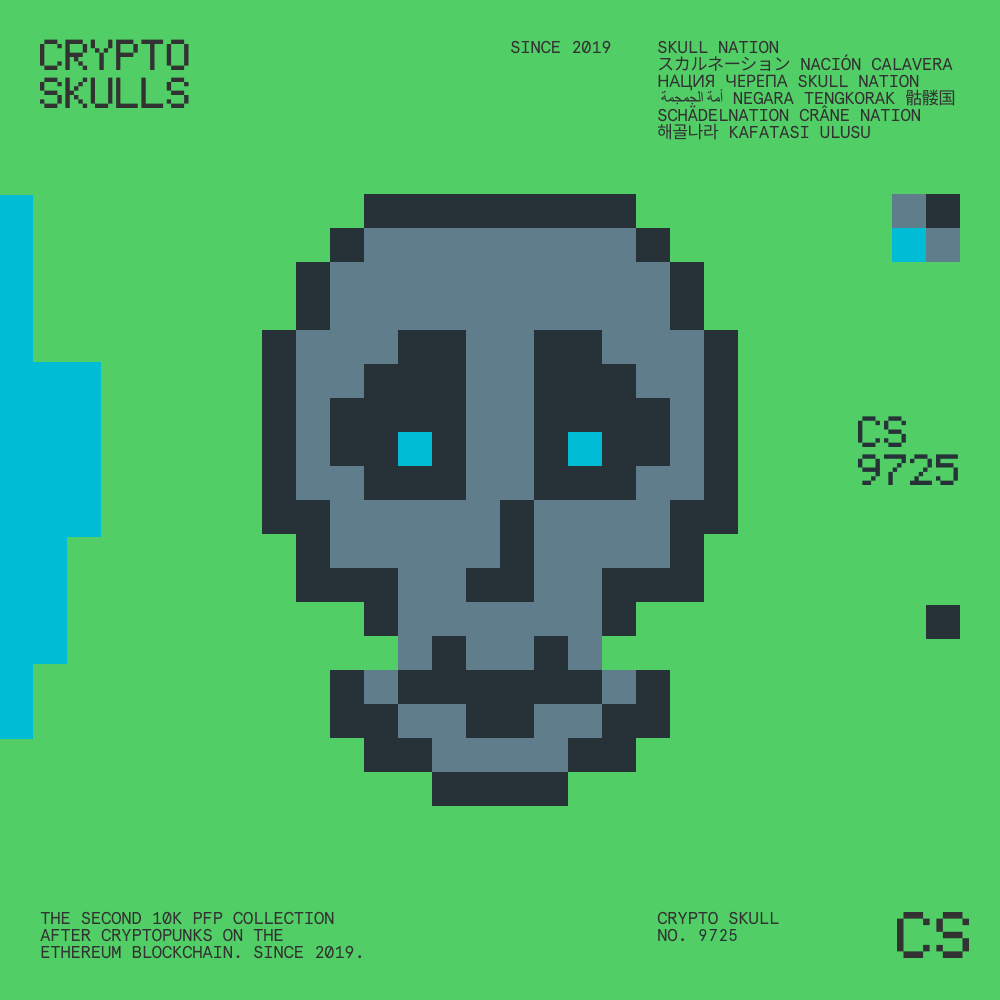 CRYPTO
SKULLS
SINCE 2019
SKULL NATION
スカルネーション NACIÓN CALAVERA
НАЦИЯ ЧЕРЕПА SKULL NATION
أمة الجمجمة NEGARA TENGKORAK 骷髅国
SCHÄDELNATION CRÂNE NATION
해골나라 KAFATASI ULUSU
CS
9725
THE SECOND 10K PFP COLLECTION
AFTER CRYPTOPUNKS ON THE
ETHEREUM BLOCKCHAIN. SINCE 2019.
CRYPTO SKULL
NO. 9725
CS